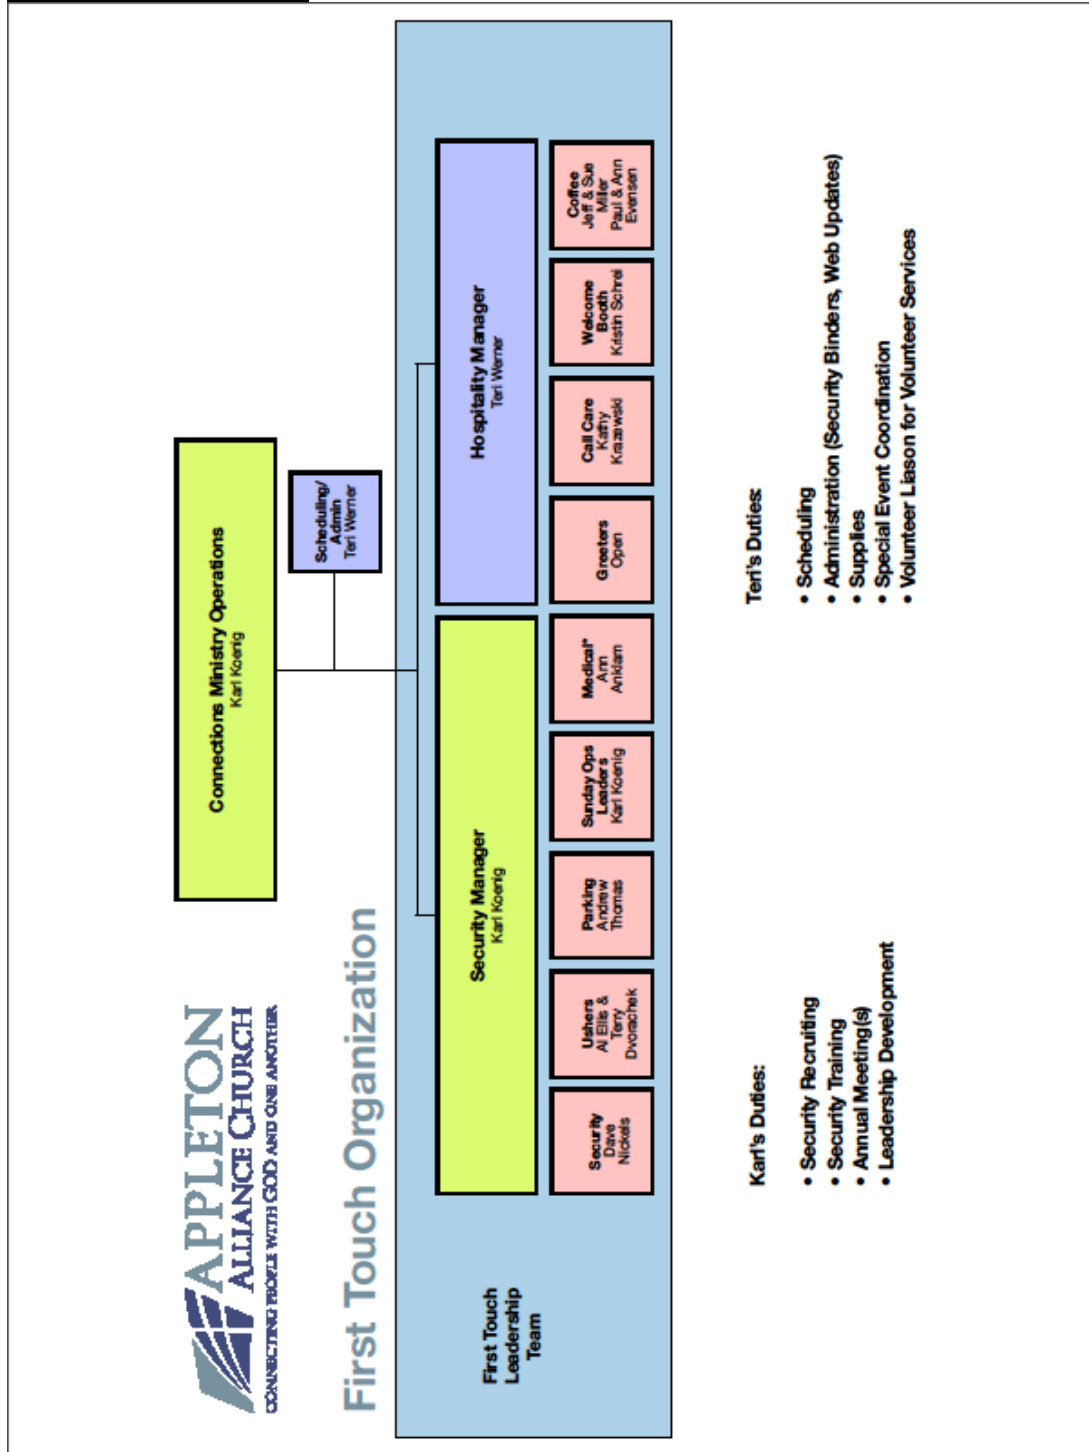 APPLETON
ALLIANCE CHURCH
CONNECTING PEOPLE WITH GOD AND ONE ANOTHER
First Touch Organization
Connections Ministry Operations
Karl Koenig
Scheduling/
Admin
Teri Werner
First Touch
Leadership
Team
Security Manager
Karl Koenig
Hospitality Manager
Teri Werner
Security
Dave
Nickels
Ushers
Al Ellis &
Terry
Dvorachek
Parking
Andrew
Thomas
Sunday Ops
Leaders
Karl Koenig
Medical*
Ann
Anklam
Greeters
Open
Call Care
Kathy
Krazewski
Welcome
Booth
Kristin Schrei
Coffee
Jeff & Sue
Miller
Paul & Ann
Evensen
Karl's Duties:
• Security Recruiting
• Security Training
• Annual Meeting(s)
• Leadership Development
Teri's Duties:
• Scheduling
• Administration (Security Binders, Web Updates)
• Supplies
• Special Event Coordination
• Volunteer Liason for Volunteer Services